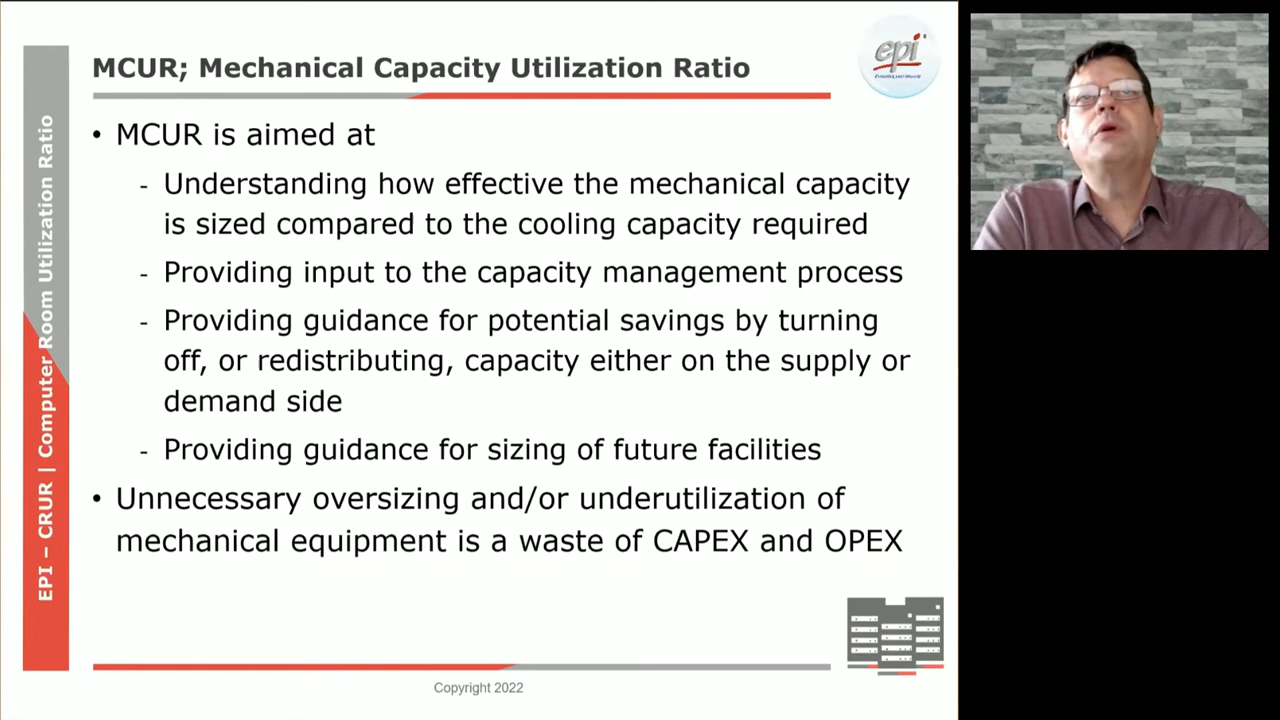 MCUR; Mechanical Capacity Utilization Ratio
epi
• MCUR is aimed at
- Understanding how effective the mechanical capacity
is sized compared to the cooling capacity required
- Providing input to the capacity management process
- Providing guidance for potential savings by turning
off, or redistributing, capacity either on the supply or
demand side
- Providing guidance for sizing of future facilities
• Unnecessary oversizing and/or underutilization of
mechanical equipment is a waste of CAPEX and OPEX
EPI – CRUR | Computer Room Utilization Ratio
Copyright 2022